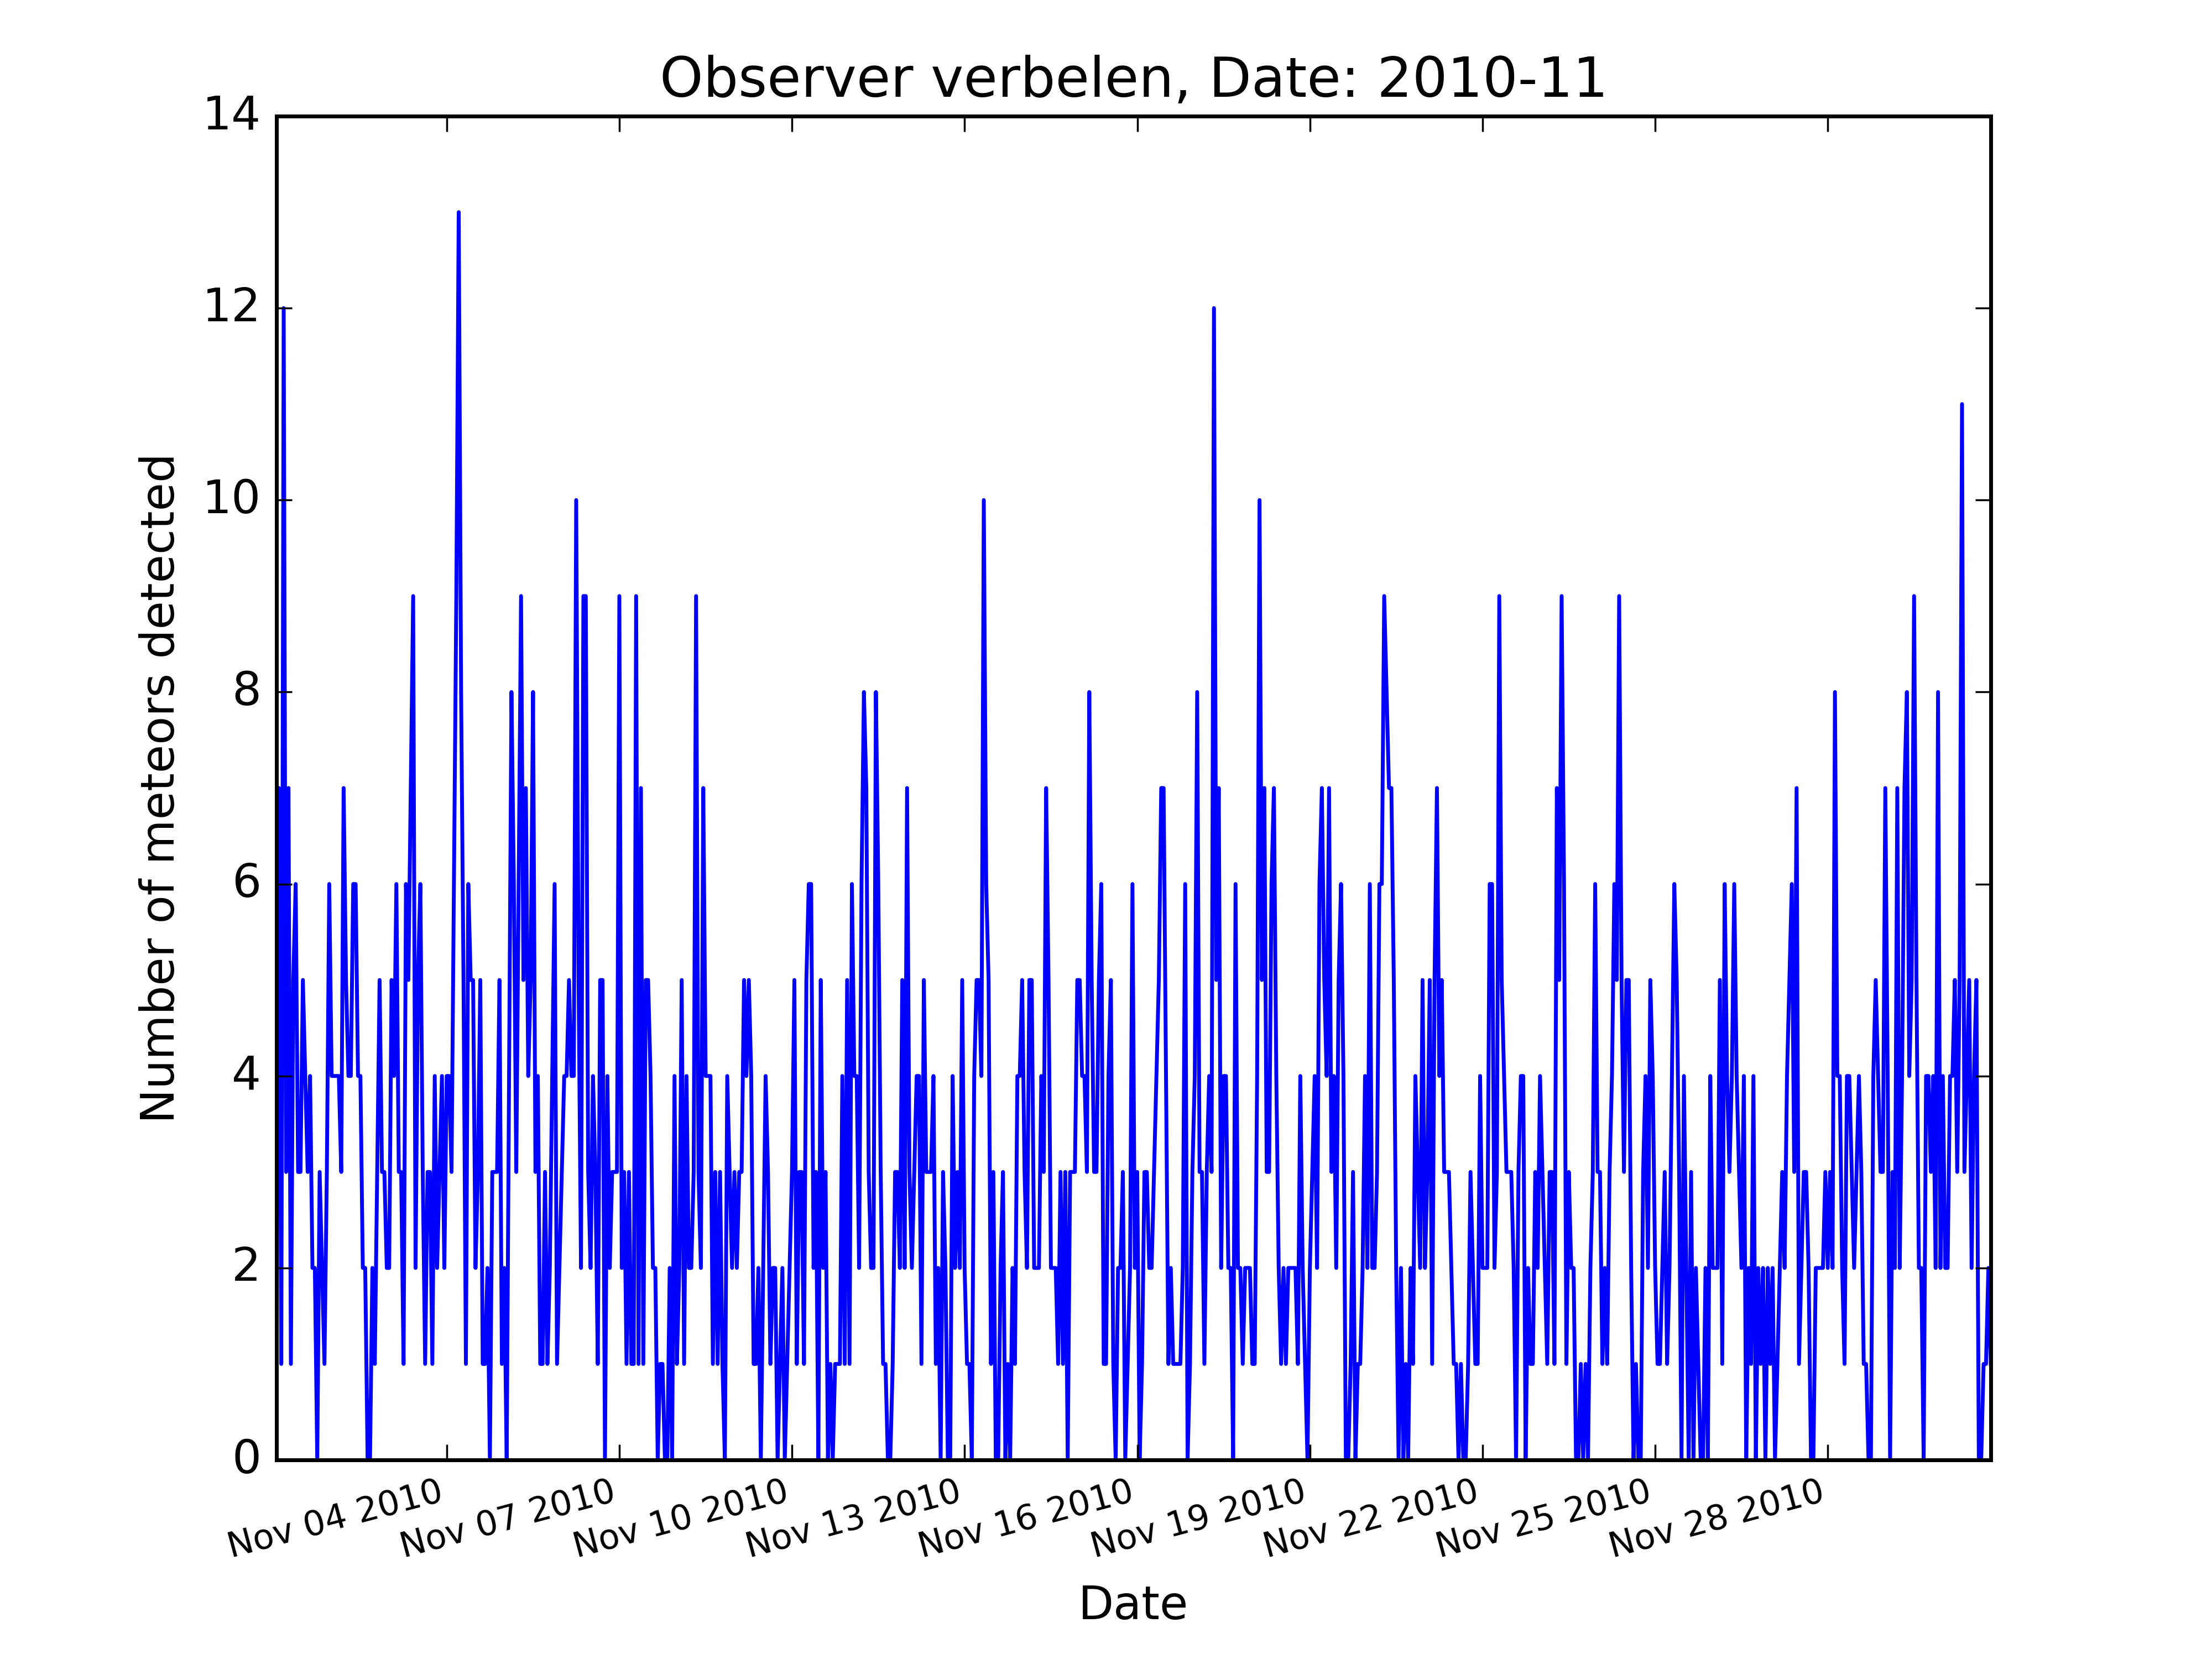 Observer verbelen, Date: 2010-11
14
12
10
8
6
4
2
0
Number of meteors detected
Nov 04 2010
Nov 07 2010
Nov 10 2010
Nov 13 2010
Nov 16 2010
Nov 19 2010
Nov 22 2010
Nov 25 2010
Nov 28 2010
Date